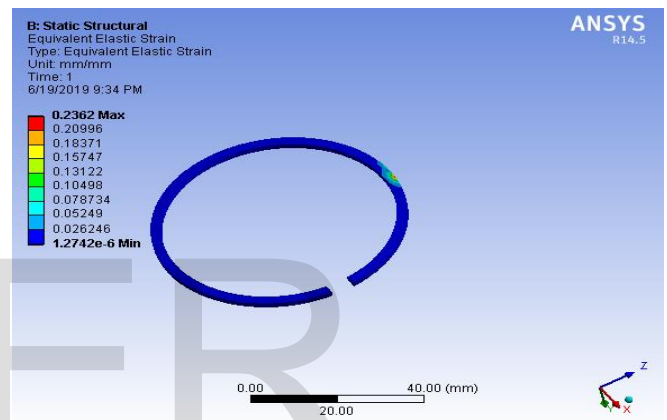 B: Static Structural
Equivalent Elastic Strain
Type: Equivalent Elastic Strain
Unit: mm/mm
Time: 1
6/19/2019 9:34 PM
ANSYS
R14.5
0.2362 Max
0.20996
0.18371
0.15747
0.13122
0.10498
0.078734
0.05249
0.026246
1.2742e-6 Min
ER
0.00
40.00 (mm)
20.00
Z
Y
X